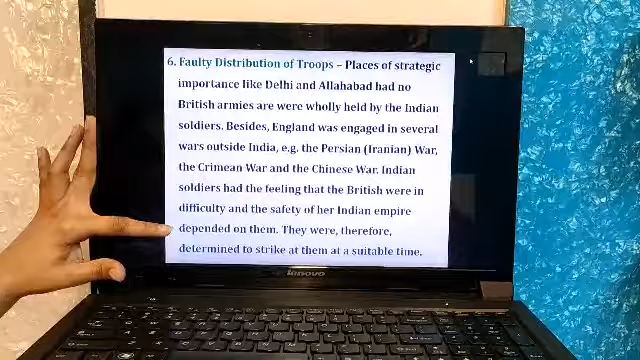 6. Faulty Distribution of Troops – Places of strategic
importance like Delhi and Allahabad had no
British armies are were wholly held by the Indian
soldiers. Besides, England was engaged in several
wars outside India, e.g. the Persian (Iranian) War,
the Crimean War and the Chinese War. Indian
soldiers had the feeling that the British were in
difficulty and the safety of her Indian empire
depended on them. They were, therefore,
determined to strike at them at a suitable time.
lenovo